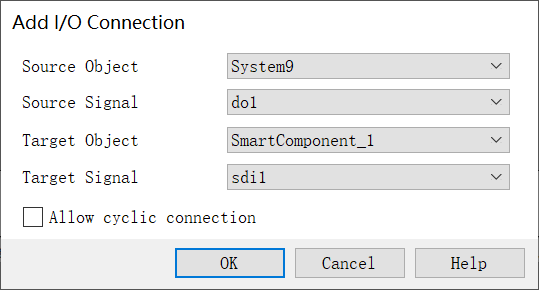 Add I/O Connection
Source Object System9
Source Signal do1
Target Object SmartComponent_1
Target Signal sdi1
Allow cyclic connection
OK Cancel Help